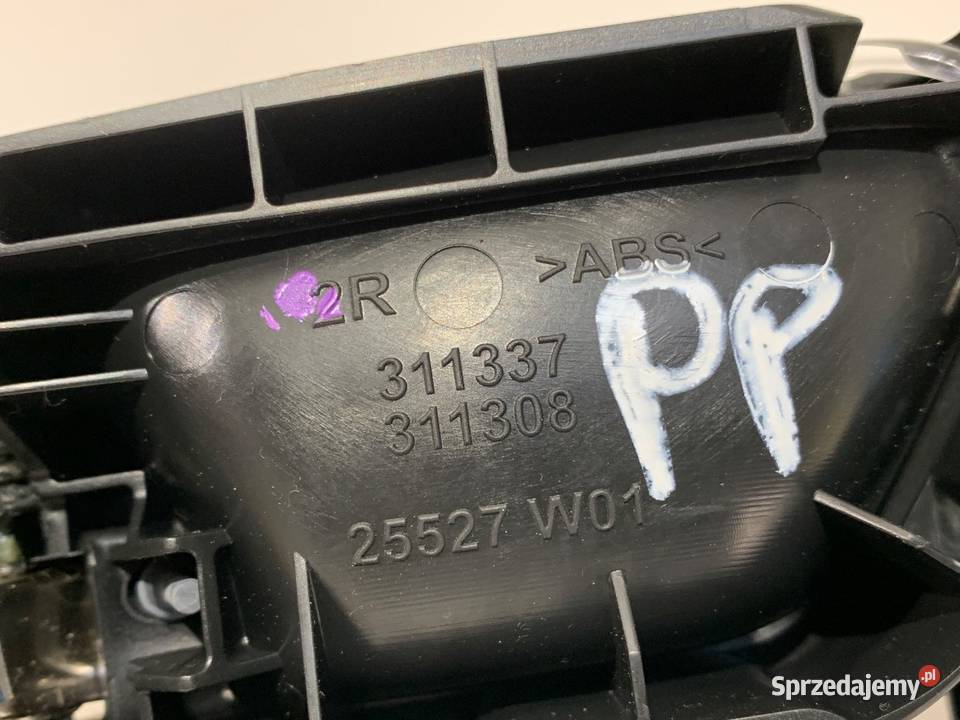 2R >ABS<
PP
311337
311308
25527 W01
Sprzedajemy.pl